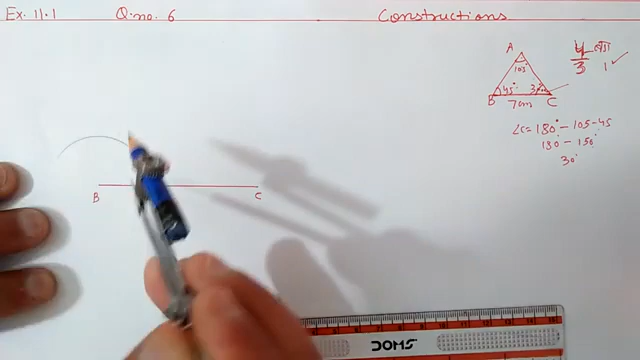 Ex. 11.1 Q.no. 6 Constructions
A
105°
45° 30°
B 7cm C
4
3 1 ✓
∠C = 180° - 105 - 45
180 - 150°
30°
B C
DOMS